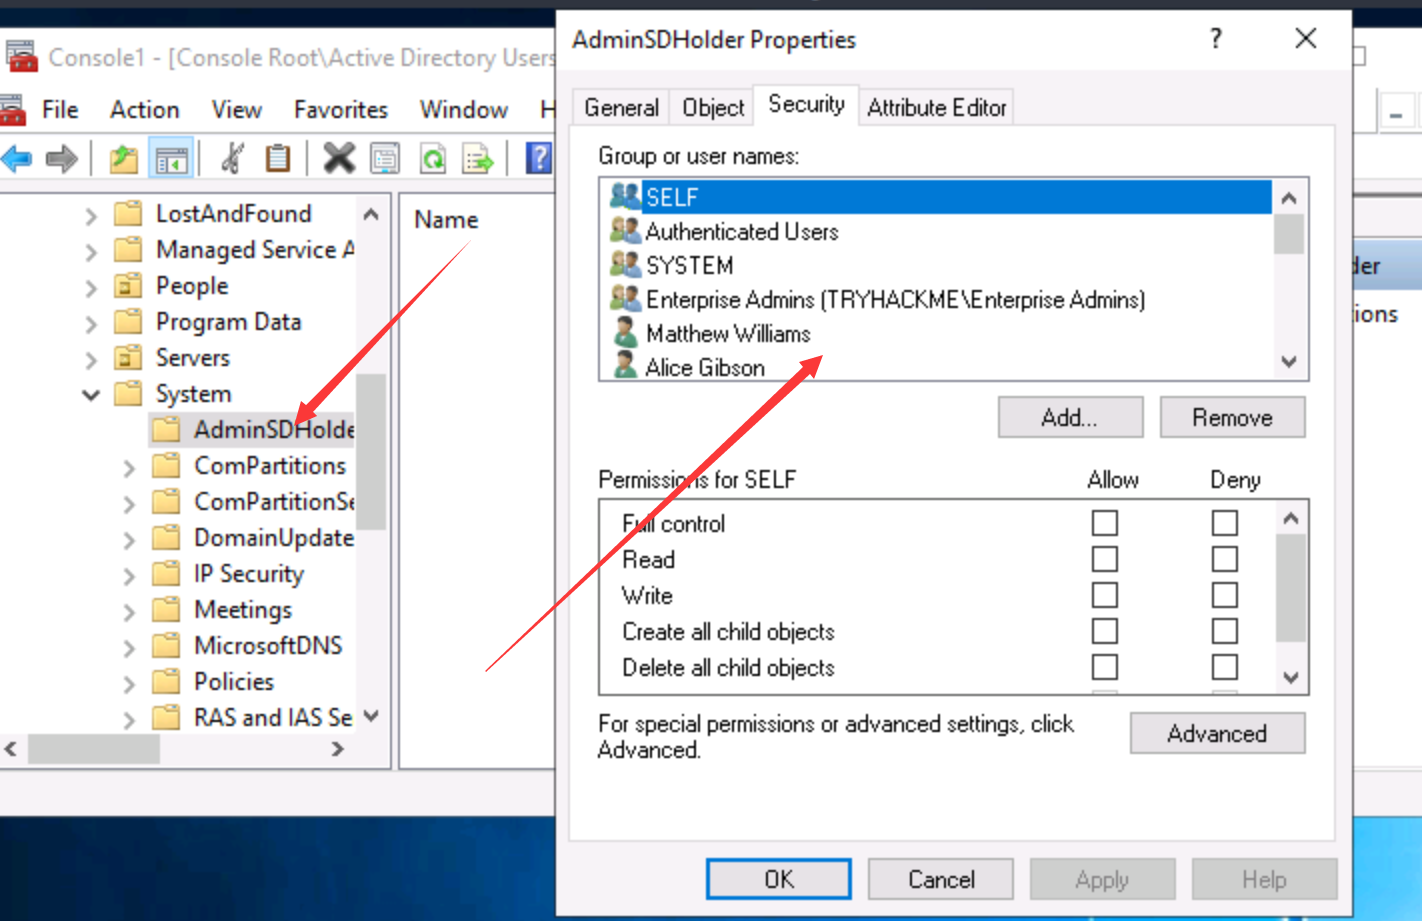 Console1 - [Console Root\Active Directory Users
File Action View Favorites Window H
LostAndFound
Managed Service A
People
Program Data
Servers
System
AdminSDHolde
ComPartitions
ComPartitionSe
DomainUpdate
IP Security
Meetings
MicrosoftDNS
Policies
RAS and IAS Se
Name
AdminSDHolder Properties
General Object Security Attribute Editor
Group or user names:
SELF
Authenticated Users
SYSTEM
Enterprise Admins (TRYHACKME\Enterprise Admins)
Matthew Williams
Alice Gibson
Add... Remove
Permissions for SELF Allow Deny
Full control
Read
Write
Create all child objects
Delete all child objects
For special permissions or advanced settings, click
Advanced.
Advanced
OK Cancel Apply Help
der
ions